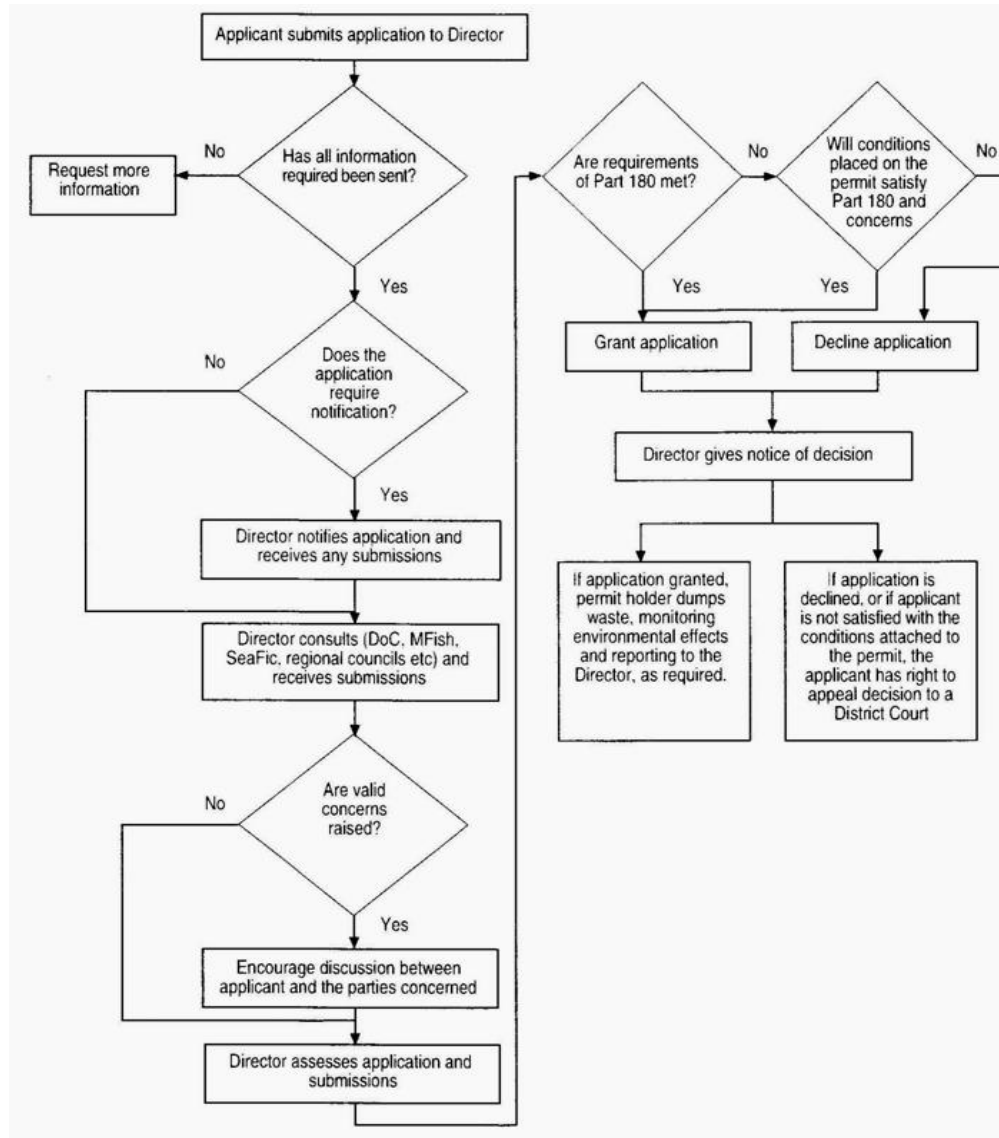 Applicant submits application to Director
No
Has all information
required been sent?
Request more
information
Yes
No
Does the
application
require
notification?
Yes
Director notifies application and
receives any submissions
Director consults (DoC, MFish,
SeaFic, regional councils etc) and
receives submissions
No
Are valid
concerns
raised?
Yes
Encourage discussion between
applicant and the parties concerned
Director assesses application and
submissions
Are requirements
of Part 180 met?
No
Will conditions
placed on the
permit satisfy
Part 180 and
concerns
No
Yes
Yes
Grant application
Decline application
Director gives notice of decision
If application granted,
permit holder dumps
waste, monitoring
environmental effects
and reporting to the
Director, as required.
If application is
declined, or if applicant
is not satisfied with the
conditions attached to
the permit, the
applicant has right to
appeal decision to a
District Court